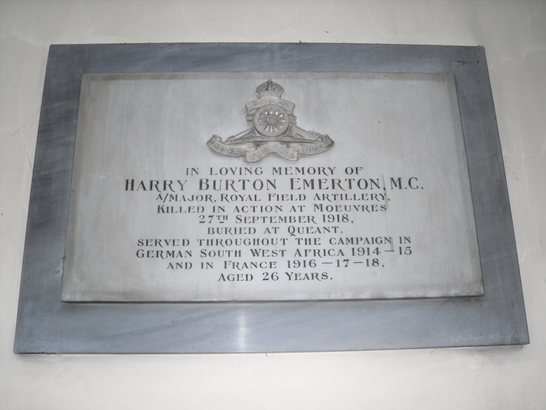 IN LOVING MEMORY OF
HARRY BURTON EMERTON, M.C.
A/MAJOR, ROYAL FIELD ARTILLERY,
KILLED IN ACTION AT MOEUVRES
27TH SEPTEMBER 1918.
BURIED AT QUEANT.
SERVED THROUGHOUT THE CAMPAIGN IN
GERMAN SOUTH WEST AFRICA 1914-15
AND IN FRANCE 1916-17-18.
AGED 26 YEARS.